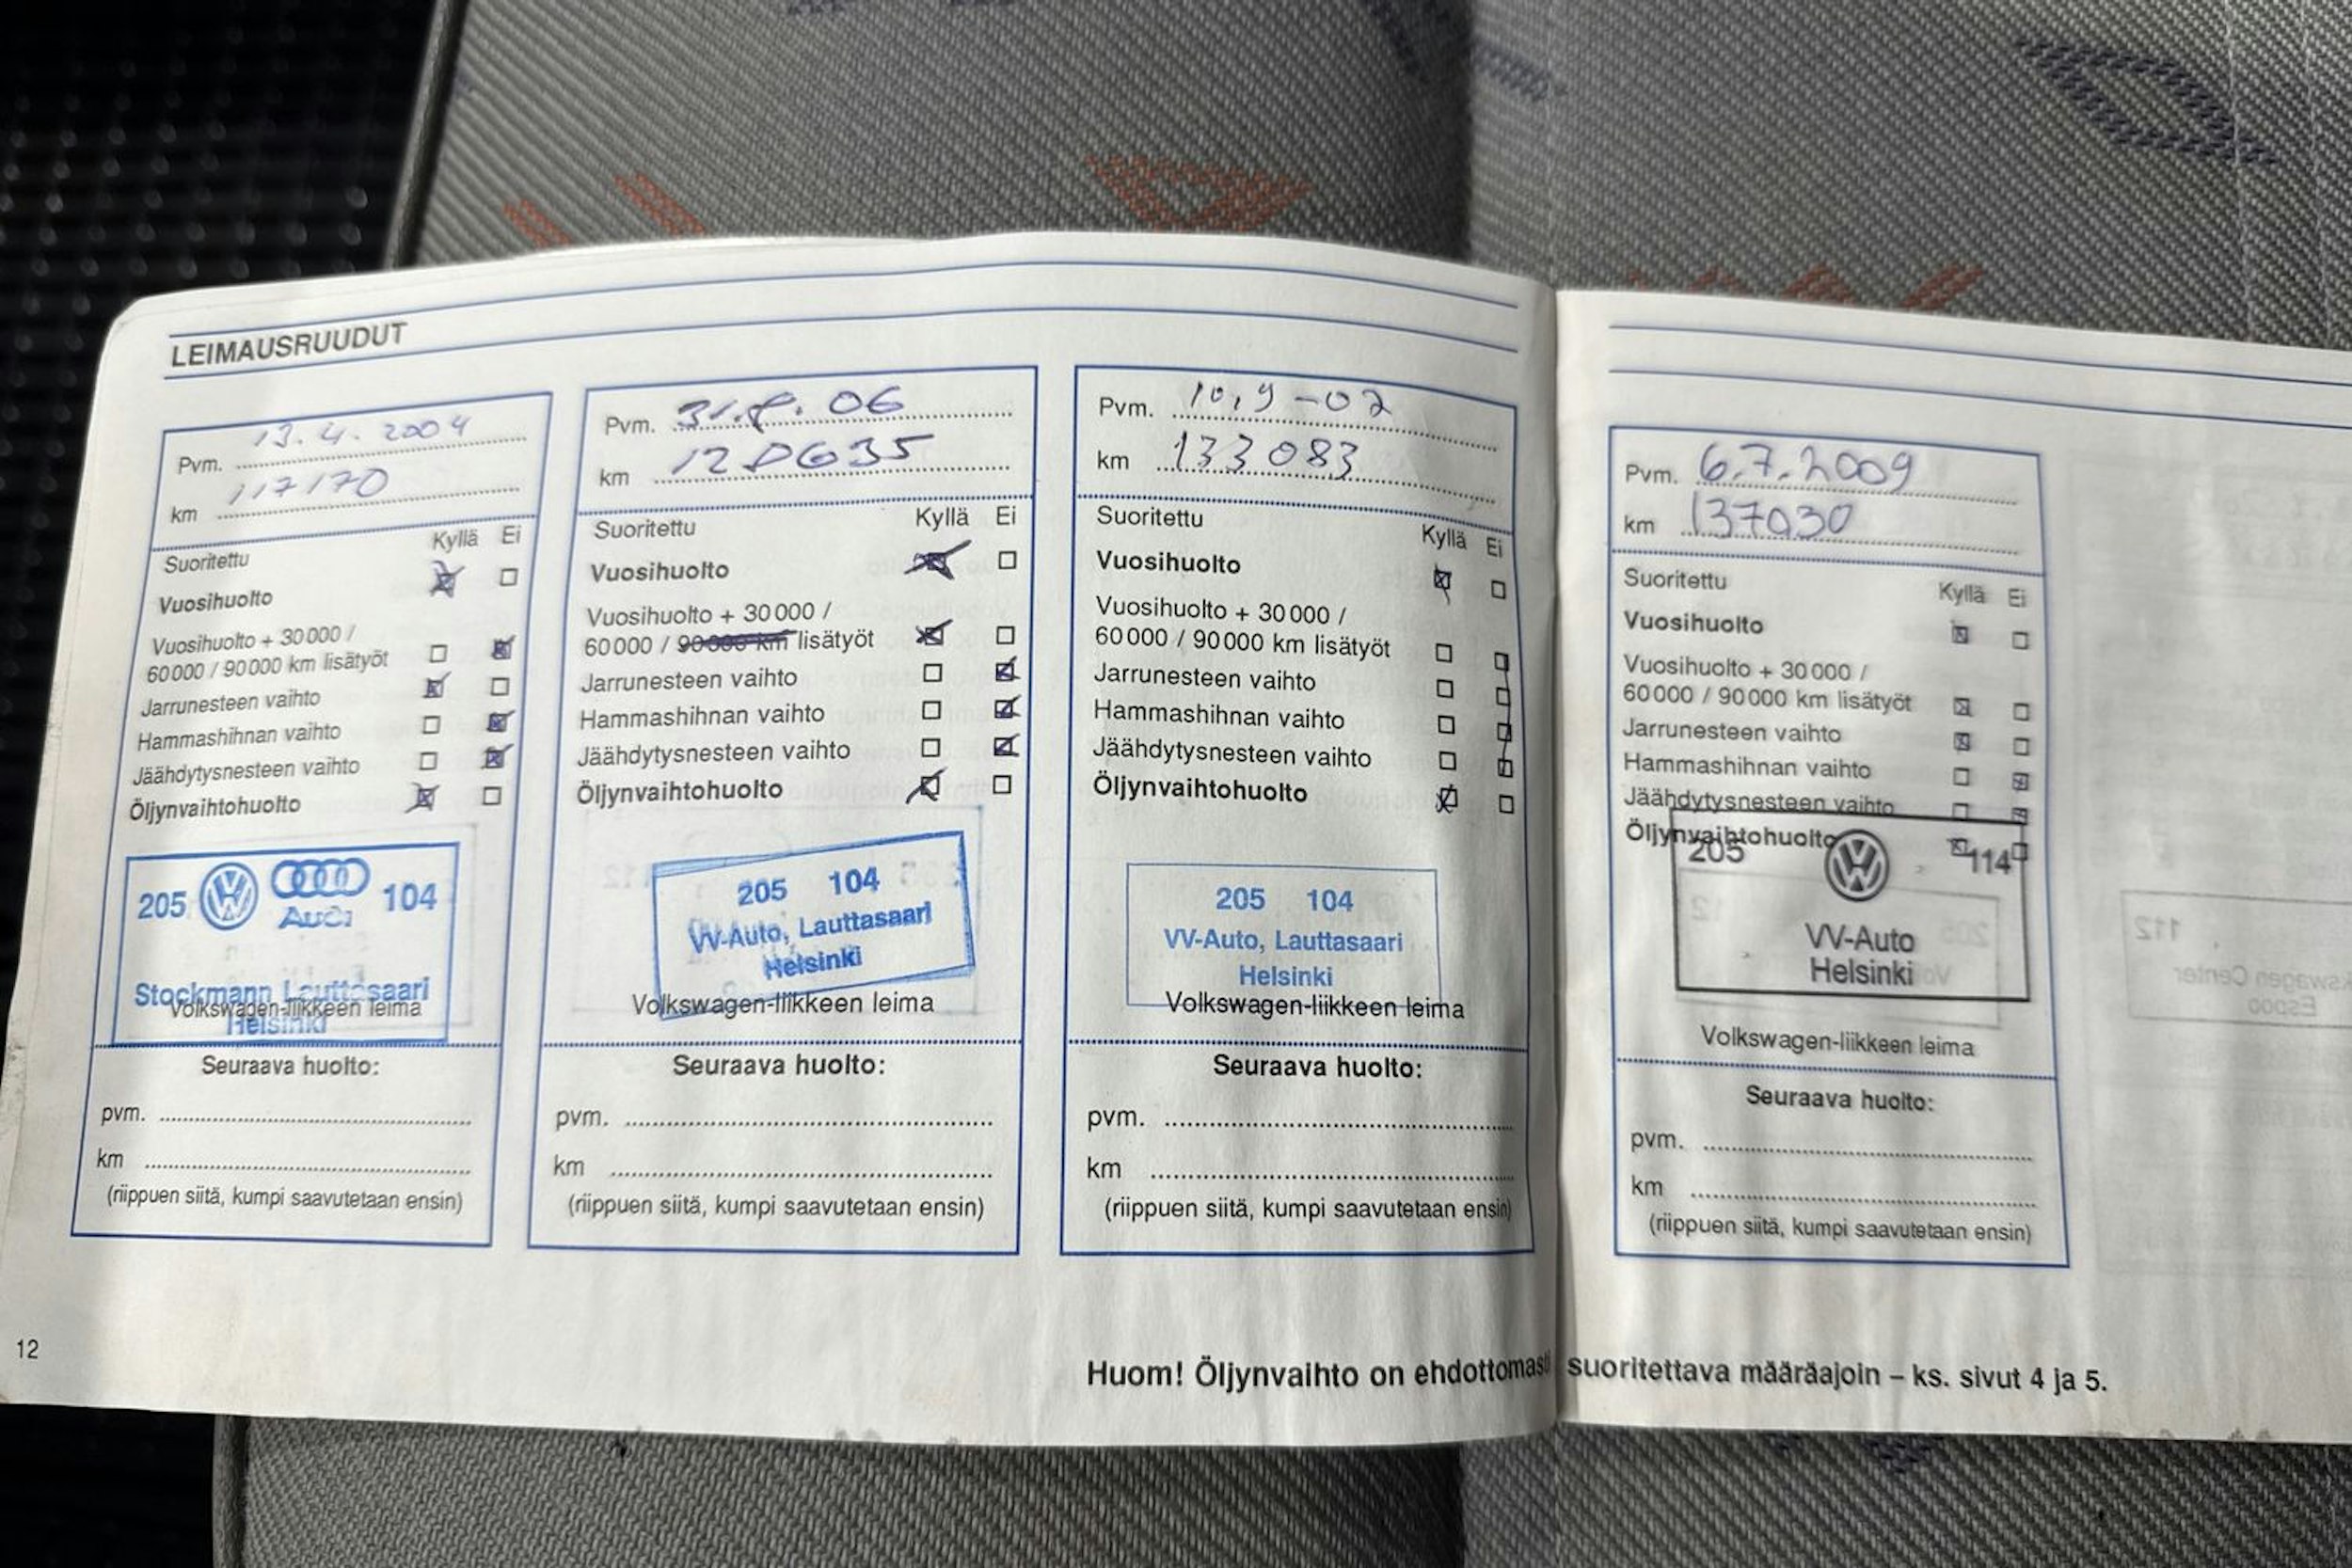 LEIMAUSRUUDUT
Pvm. 13.4.2004
km 117170
Suoritettu Kyllä Ei
Vuosihuolto
Vuosihuolto + 30 000 /
60 000 / 90 000 km lisätyöt
Jarrunesteen vaihto
Hammashihnan vaihto
Jäähdytysnesteen vaihto
Öljynvaihtohuolto
205 Audi 104
Stockmann Lauttasaari
Helsinki
Volkswagen-liikkeen leima
Seuraava huolto:
pvm.
km
(riippuen siitä, kumpi saavutetaan ensin)
Pvm. 31.8.06
km
Suoritettu Kyllä Ei
Vuosihuolto
Vuosihuolto + 30 000 /
60 000 / 90 000 km lisätyöt
Jarrunesteen vaihto
Hammashihnan vaihto
Jäähdytysnesteen vaihto
Öljynvaihtohuolto
205 104
VV-Auto, Lauttasaari
Helsinki
Volkswagen-liikkeen leima
Seuraava huolto:
pvm.
km
(riippuen siitä, kumpi saavutetaan ensin)
Pvm. 10.9-07
km 133083
Suoritettu Kyllä Ei
Vuosihuolto
Vuosihuolto + 30 000 /
60 000 / 90 000 km lisätyöt
Jarrunesteen vaihto
Hammashihnan vaihto
Jäähdytysnesteen vaihto
Öljynvaihtohuolto
205 104
VV-Auto, Lauttasaari
Helsinki
Volkswagen-liikkeen leima
Seuraava huolto:
pvm.
km
(riippuen siitä, kumpi saavutetaan ensin)
Pvm. 6.7.2009
km 137030
Suoritettu Kyllä Ei
Vuosihuolto
Vuosihuolto + 30 000 /
60 000 / 90 000 km lisätyöt
Jarrunesteen vaihto
Hammashihnan vaihto
Jäähdytysnesteen vaihto
Öljynvaihtohuolto
205 114
VV-Auto
Helsinki
Volkswagen-liikkeen leima
Seuraava huolto:
pvm.
km
(riippuen siitä, kumpi saavutetaan ensin)
12
Huom! Öljynvaihto on ehdottomasti suoritettava määräajoin – ks. sivut 4 ja 5.